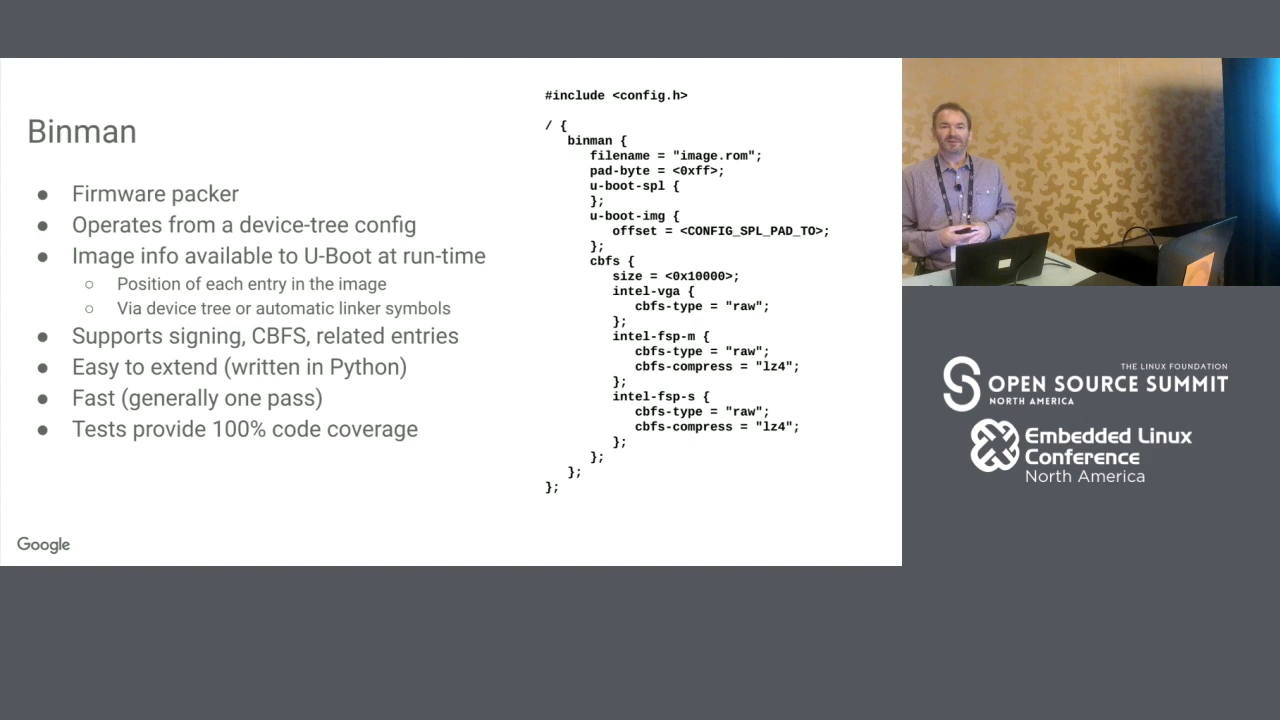 Binman
● Firmware packer
● Operates from a device-tree config
● Image info available to U-Boot at run-time
○ Position of each entry in the image
○ Via device tree or automatic linker symbols
● Supports signing, CBFS, related entries
● Easy to extend (written in Python)
● Fast (generally one pass)
● Tests provide 100% code coverage
Google
#include <config.h>
/ {
binman {
filename = "image.rom";
pad-byte = <0xff>;
u-boot-spl {
};
u-boot-img {
offset = <CONFIG_SPL_PAD_TO>;
};
cbfs {
size = <0x10000>;
intel-vga {
cbfs-type = "raw";
};
intel-fsp-m {
cbfs-type = "raw";
cbfs-compress = "lz4";
};
intel-fsp-s {
cbfs-type = "raw";
cbfs-compress = "lz4";
};
};
};
};
THE LINUX FOUNDATION
OPEN SOURCE SUMMIT
NORTH AMERICA
Embedded Linux
Conference
North America